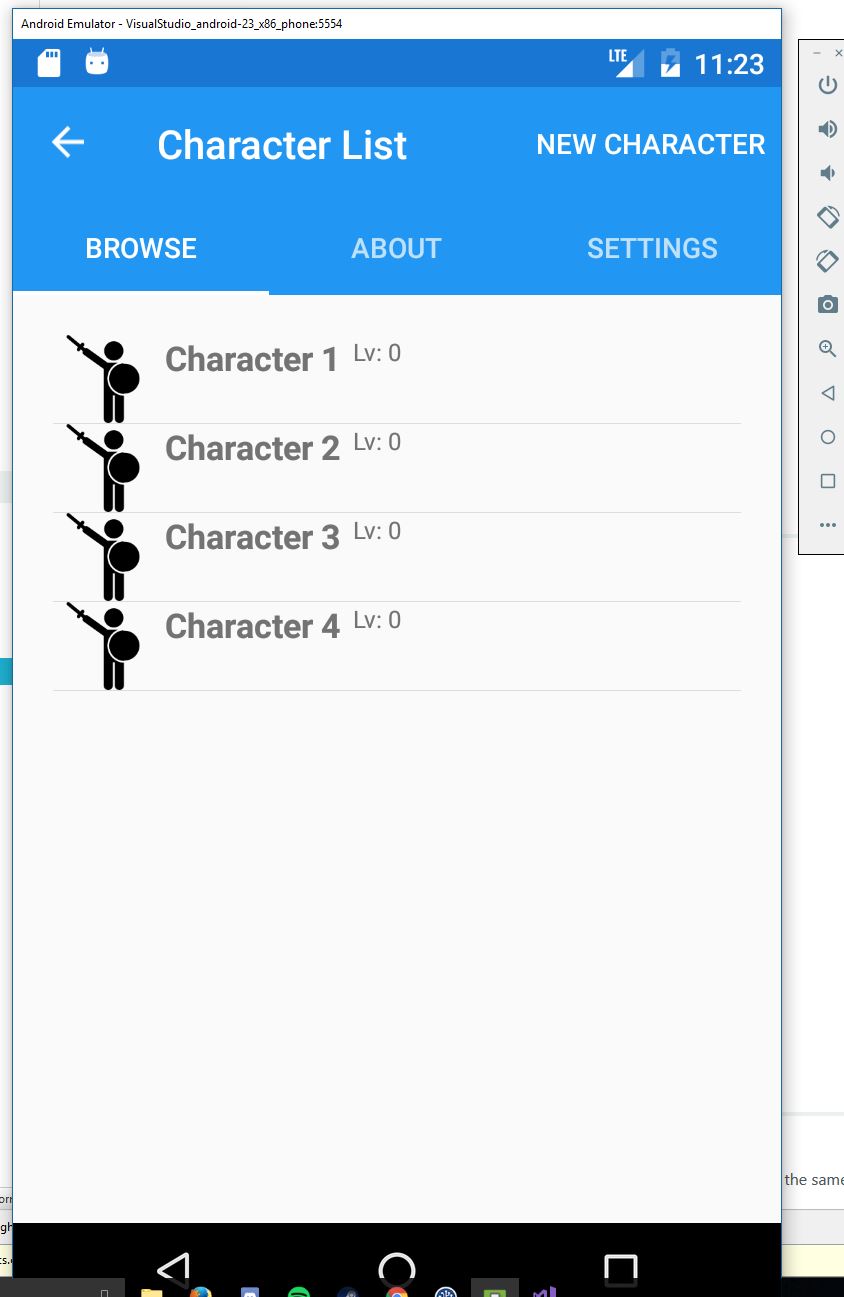 Android Emulator - VisualStudio_android-23_x86_phone:5554
LTE 11:23
Character List NEW CHARACTER
BROWSE ABOUT SETTINGS
Character 1 Lv: 0
Character 2 Lv: 0
Character 3 Lv: 0
Character 4 Lv: 0
the same